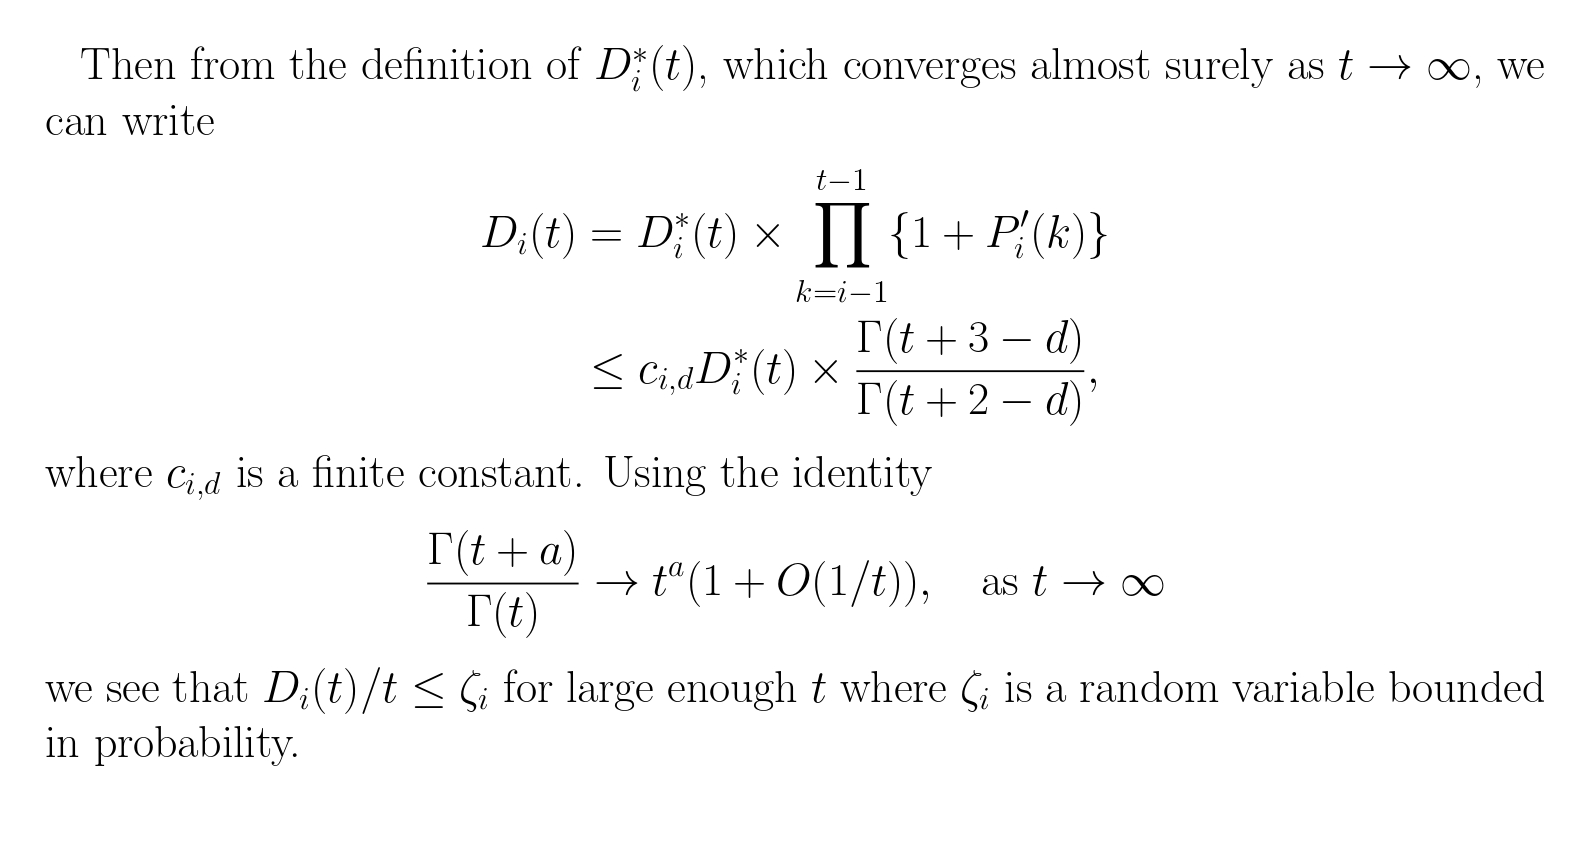 Then from the definition of $D_i^*(t)$, which converges almost surely as $t \to \infty$, we
can write
$$D_i(t) = D_i^*(t) \times \prod_{k=i-1}^{t-1} \{1 + P_i'(k)\}$$
$$\leq c_{i,d} D_i^*(t) \times \frac{\Gamma(t+3-d)}{\Gamma(t+2-d)},$$
where $c_{i,d}$ is a finite constant. Using the identity
$$\frac{\Gamma(t+a)}{\Gamma(t)} \to t^a(1 + O(1/t)), \quad \text{as } t \to \infty$$
we see that $D_i(t)/t \leq \zeta_i$ for large enough $t$ where $\zeta_i$ is a random variable bounded
in probability.